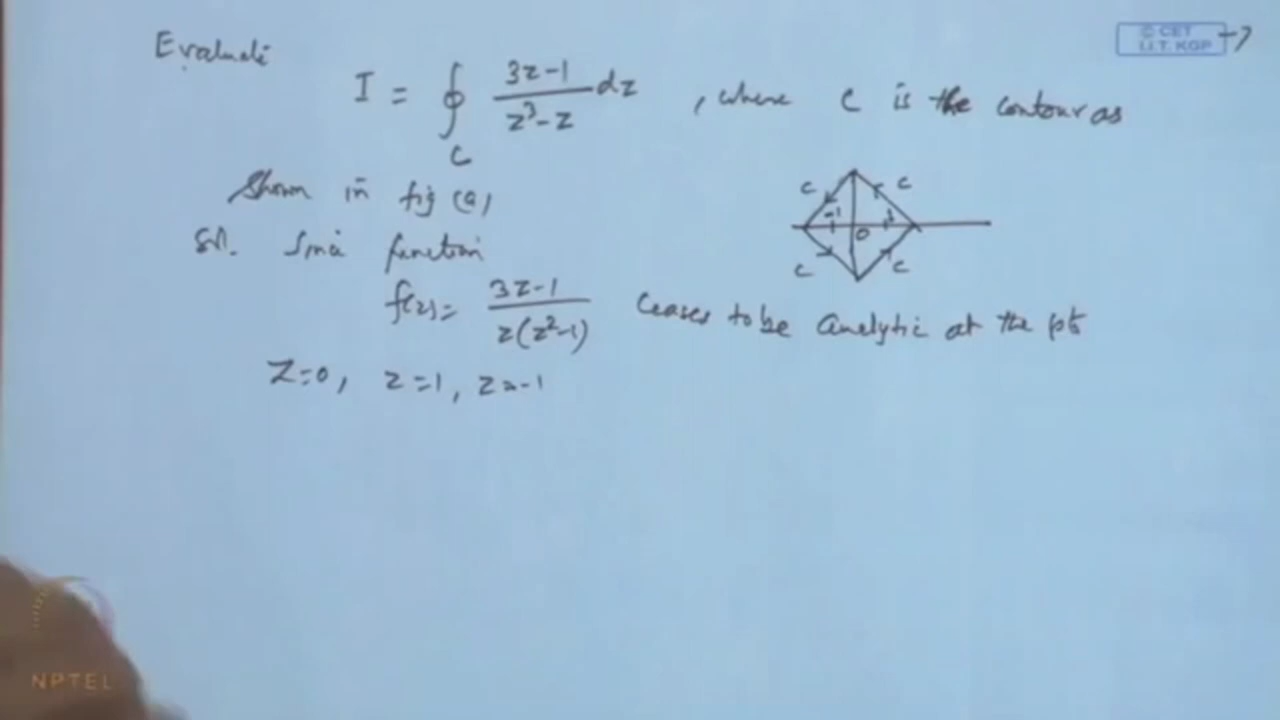 Evaluate
I = ∮_C (3z-1)/(z³-z) dz , where C is the contour as
shown in fig (a)
Sol. Since function
f(z) = (3z-1)/(z(z²-1)) Ceases to be analytic at the pts
z=0, z=1, z=-1
C C
-1 0 1
C C
© CET
I.I.T. KGP
-7
NPTEL